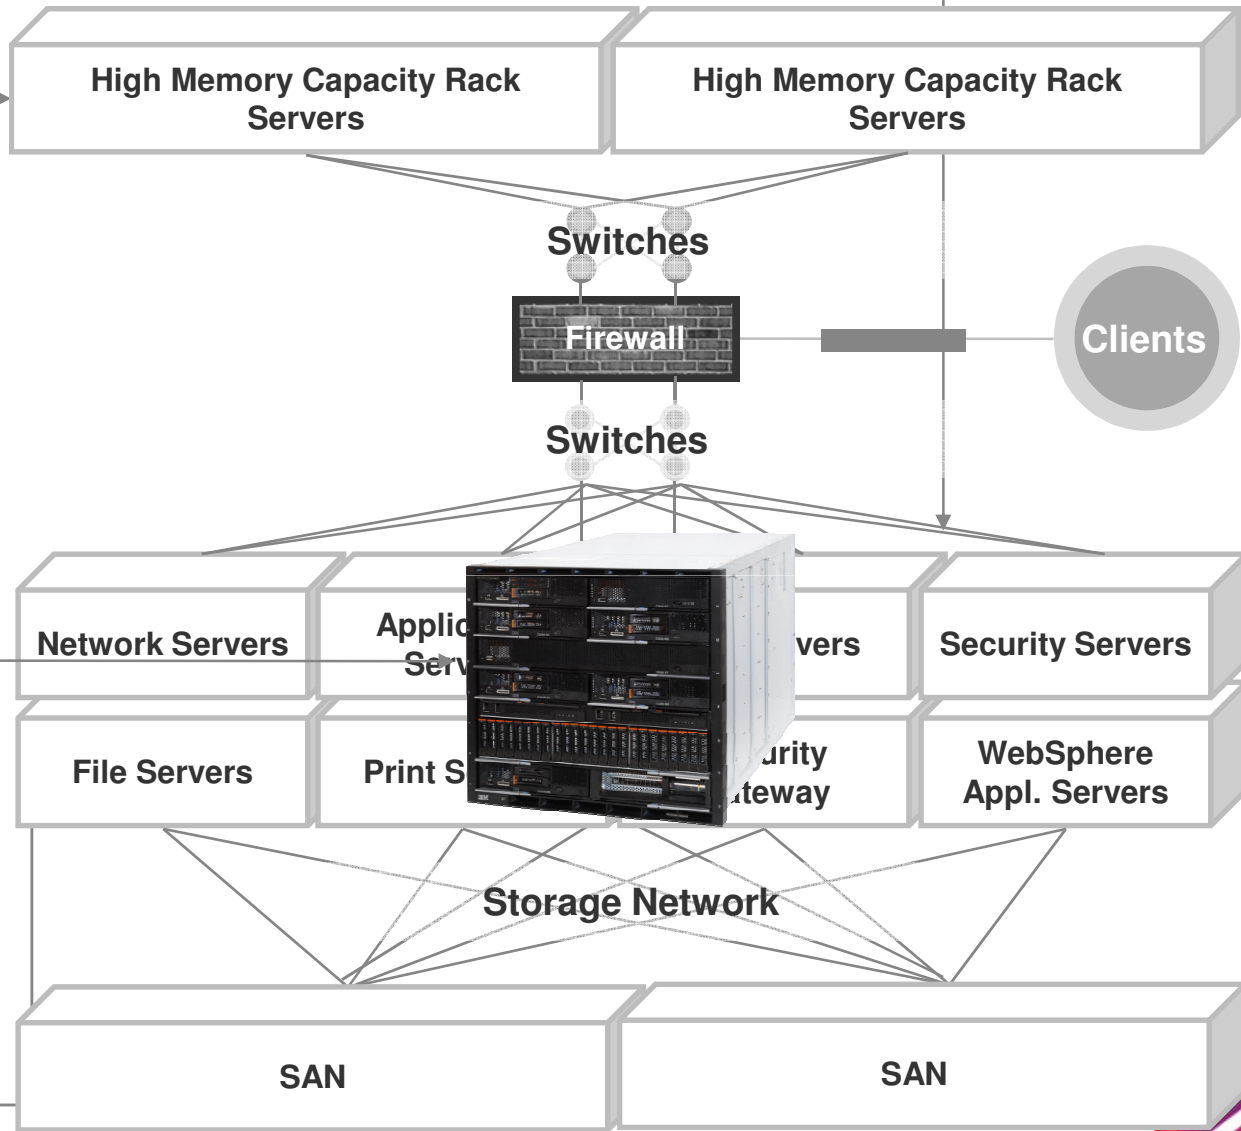 High Memory Capacity Rack
Servers
High Memory Capacity Rack
Servers
Switches
Firewall
Clients
Switches
Network Servers
Security Servers
File Servers
Print
WebSphere
Appl. Servers
Storage Network
SAN
SAN